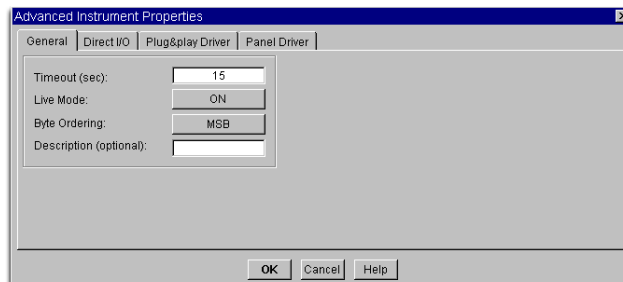 Advanced Instrument Properties
General Direct I/O Plug&play Driver Panel Driver
Timeout (sec): 15
Live Mode: ON
Byte Ordering: MSB
Description (optional):
OK Cancel Help